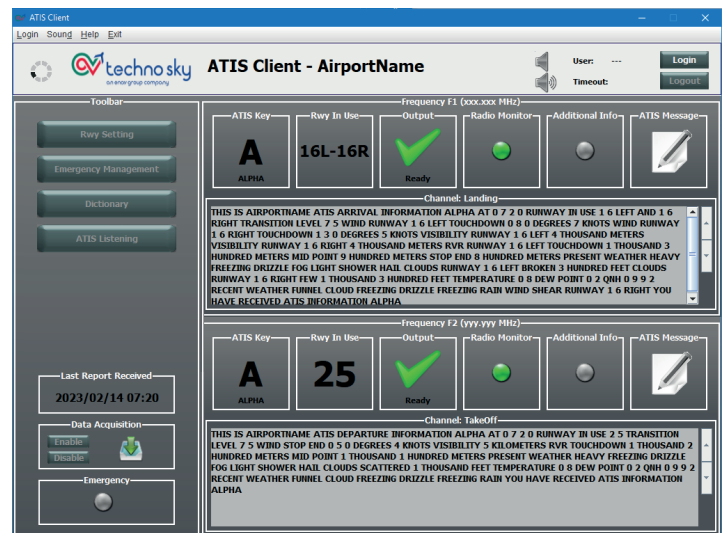 ATIS Client
Login Sound Help Exit
techno sky
an enav group company
ATIS Client - AirportName
User: ---
Timeout:
Login
Logout
Toolbar
Rwy Setting
Emergency Management
Dictionary
ATIS Listening
Last Report Received
2023/02/14 07:20
Data Acquisition
Enable
Disable
Emergency
Frequency F1 (xxx.xxx MHz)
ATIS Key
A
ALPHA
Rwy In Use
16L-16R
Output
Ready
Radio Monitor
Additional Info
ATIS Message
Channel: Landing
THIS IS AIRPORTNAME ATIS ARRIVAL INFORMATION ALPHA AT 0 7 2 0 RUNWAY IN USE 1 6 LEFT AND 1 6
RIGHT TRANSITION LEVEL 7 5 WIND RUNWAY 1 6 LEFT TOUCHDOWN 0 8 0 DEGREES 7 KNOTS WIND RUNWAY
1 6 RIGHT TOUCHDOWN 1 3 0 DEGREES 5 KNOTS VISIBILITY RUNWAY 1 6 LEFT 4 THOUSAND METERS
VISIBILITY RUNWAY 1 6 RIGHT 4 THOUSAND METERS RVR RUNWAY 1 6 LEFT TOUCHDOWN 1 THOUSAND 3
HUNDRED METERS MID POINT 9 HUNDRED METERS STOP END 8 HUNDRED METERS PRESENT WEATHER HEAVY
FREEZING DRIZZLE FOG LIGHT SHOWER HAIL CLOUDS RUNWAY 1 6 LEFT BROKEN 3 HUNDRED FEET CLOUDS
RUNWAY 1 6 RIGHT FEW 1 THOUSAND 3 HUNDRED FEET TEMPERATURE 0 8 DEW POINT 0 2 QNH 0 9 9 2
RECENT WEATHER FUNNEL CLOUD FREEZING DRIZZLE FREEZING RAIN WIND SHEAR RUNWAY 1 6 RIGHT YOU
HAVE RECEIVED ATIS INFORMATION ALPHA
Frequency F2 (yyy.yyy MHz)
ATIS Key
A
ALPHA
Rwy In Use
25
Output
Ready
Radio Monitor
Additional Info
ATIS Message
Channel: TakeOff
THIS IS AIRPORTNAME ATIS DEPARTURE INFORMATION ALPHA AT 0 7 2 0 RUNWAY IN USE 2 5 TRANSITION
LEVEL 7 5 WIND STOP END 0 5 0 DEGREES 4 KNOTS VISIBILITY 5 KILOMETERS RVR TOUCHDOWN 1 THOUSAND 2
HUNDRED METERS MID POINT 1 THOUSAND 1 HUNDRED METERS PRESENT WEATHER HEAVY FREEZING DRIZZLE
FOG LIGHT SHOWER HAIL CLOUDS SCATTERED 1 THOUSAND FEET TEMPERATURE 0 8 DEW POINT 0 2 QNH 0 9 9 2
RECENT WEATHER FUNNEL CLOUD FREEZING DRIZZLE FREEZING RAIN YOU HAVE RECEIVED ATIS INFORMATION
ALPHA